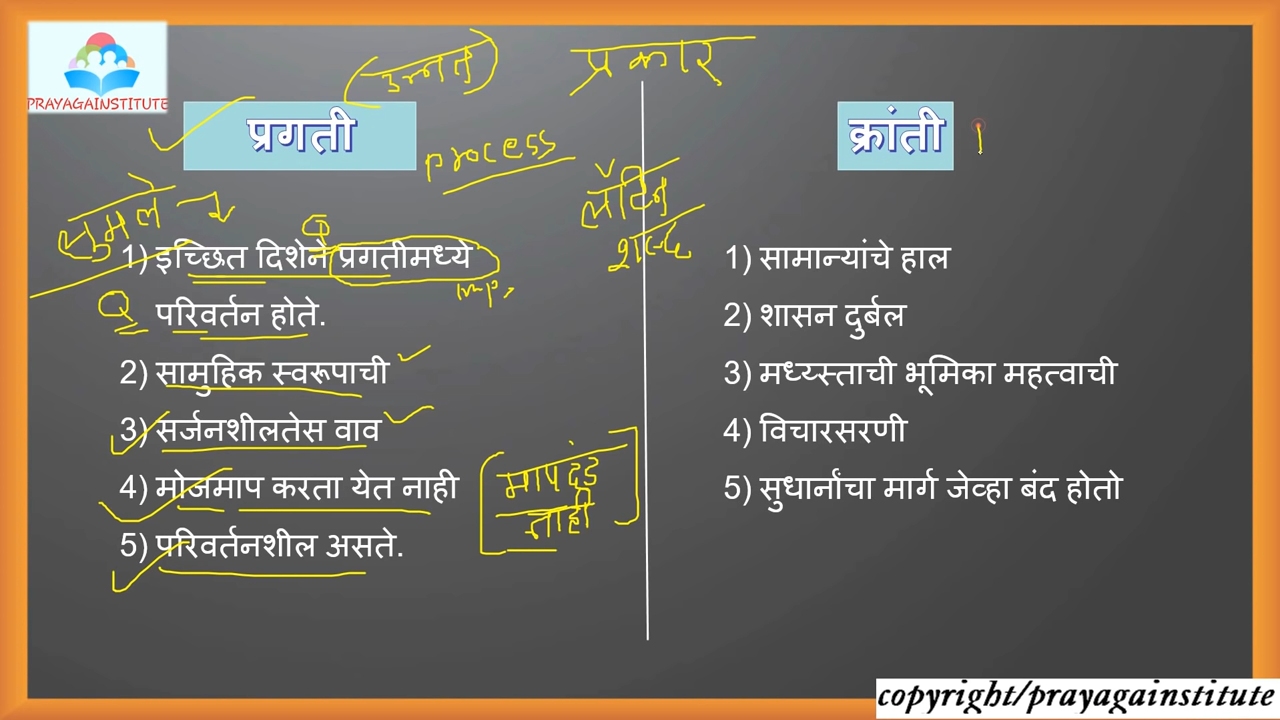 PRAYAGAINSTITUTE
(उन्नत)
प्रकार
प्रगती
process
लॅटिन
शब्द
Q
1) इच्छित दिशेने प्रगतीमध्ये
imp.
Q परिवर्तन होते.
2) सामुहिक स्वरूपाची
3) सर्जनशीलतेस वाव
4) मोजमाप करता येत नाही
मापदंड
नाही
5) परिवर्तनशील असते.
क्रांती
1) सामान्यांचे हाल
2) शासन दुर्बल
3) मध्य्स्ताची भूमिका महत्वाची
4) विचारसरणी
5) सुधार्नांचा मार्ग जेव्हा बंद होतो
copyright/prayagainstitute